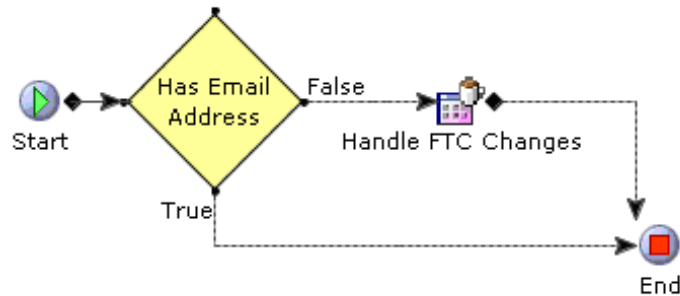 Has Email
Address
False
Start
Handle FTC Changes
True
End